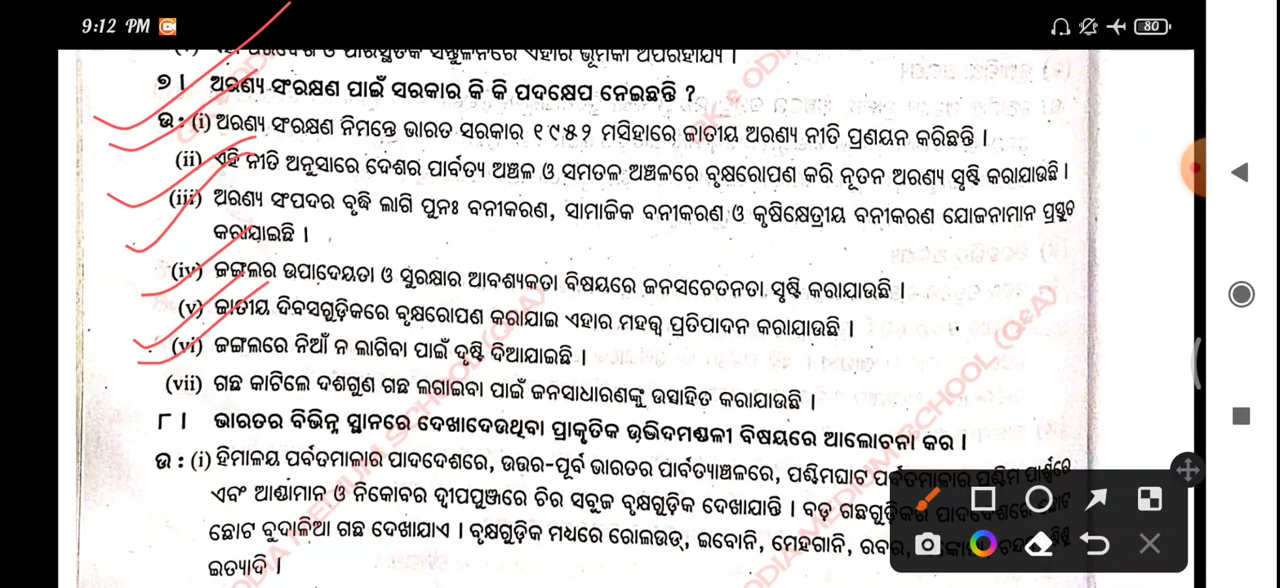 9:12 PM
80
୭ । ଅରଣ୍ୟ ସଂରକ୍ଷଣ ପାଇଁ ସରକାର କି କି ପଦକ୍ଷେପ ନେଇଛନ୍ତି ?
ଉ : (i) ଅରଣ୍ୟ ସଂରକ୍ଷଣ ନିମନ୍ତେ ଭାରତ ସରକାର ୧୯୫୨ ମସିହାରେ ଜାତୀୟ ଅରଣ୍ୟ ନୀତି ପ୍ରଣୟନ କରିଛନ୍ତି ।
(ii) ଏହି ନୀତି ଅନୁସାରେ ଦେଶର ପାର୍ବତ୍ୟ ଅଞ୍ଚଳ ଓ ସମତଳ ଅଞ୍ଚଳରେ ବୃକ୍ଷରୋପଣ କରି ନୂତନ ଅରଣ୍ୟ ସୃଷ୍ଟି କରାଯାଉଛି ।
(iii) ଅରଣ୍ୟ ସଂପଦର ବୃଦ୍ଧି ଲାଗି ପୁନଃ ବନୀକରଣ, ସାମାଜିକ ବନୀକରଣ ଓ କୃଷିକ୍ଷେତ୍ରୀୟ ବନୀକରଣ ଯୋଜନାମାନ ପ୍ରସ୍ତୁତ
କରାଯାଇଛି ।
(iv) ଜଙ୍ଗଲର ଉପାଦେୟତା ଓ ସୁରକ୍ଷାର ଆବଶ୍ୟକତା ବିଷୟରେ ଜନସଚେତନତା ସୃଷ୍ଟି କରାଯାଉଛି ।
(v) ଜାତୀୟ ଦିବସଗୁଡ଼ିକରେ ବୃକ୍ଷରୋପଣ କରାଯାଇ ଏହାର ମହତ୍ତ୍ୱ ପ୍ରତିପାଦନ କରାଯାଉଛି ।
(vi) ଜଙ୍ଗଲରେ ନିଆଁ ନ ଲାଗିବା ପାଇଁ ଦୃଷ୍ଟି ଦିଆଯାଇଛି ।
(vii) ଗଛ କାଟିଲେ ଦଶଗୁଣ ଗଛ ଲଗାଇବା ପାଇଁ ଜନସାଧାରଣଙ୍କୁ ଉତ୍ସାହିତ କରାଯାଉଛି ।
୮ । ଭାରତର ବିଭିନ୍ନ ସ୍ଥାନରେ ଦେଖାଦେଉଥିବା ପ୍ରାକୃତିକ ଉଦ୍ଭିଦମଣ୍ଡଳୀ ବିଷୟରେ ଆଲୋଚନା କର ।
ଉ : (i) ହିମାଳୟ ପର୍ବତମାଳାର ପାଦଦେଶରେ, ଉତ୍ତର-ପୂର୍ବ ଭାରତର ପାର୍ବତ୍ୟାଞ୍ଚଳରେ, ପଶ୍ଚିମଘାଟ ପର୍ବତମାଳାର ପଶ୍ଚିମ ପାର୍ଶ୍ୱରେ
ଏବଂ ଆଣ୍ଡାମାନ ଓ ନିକୋବର ଦ୍ୱୀପପୁଞ୍ଜରେ ଚିର ସବୁଜ ବୃକ୍ଷଗୁଡ଼ିକ ଦେଖାଯାନ୍ତି । ବଡ଼ ଗଛଗୁଡ଼ିକର ପାଦଦେଶରେ ଛୋଟ
ଛୋଟ ବୁଦାଳିଆ ଗଛ ଦେଖାଯାଏ । ବୃକ୍ଷଗୁଡ଼ିକ ମଧ୍ୟରେ ରୋଜଉଡ୍, ଇବୋନି, ମେହଗାନି, ରବର,
ଇତ୍ୟାଦି ।